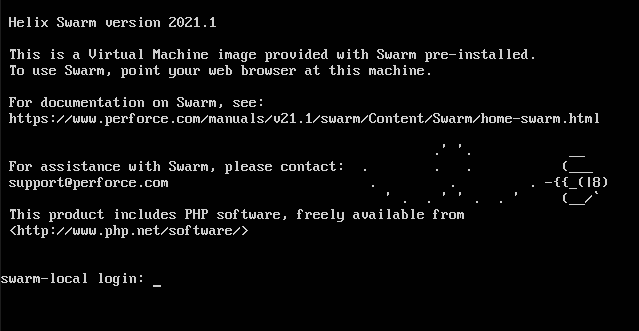 Helix Swarm version 2021.1
This is a Virtual Machine image provided with Swarm pre-installed.
To use Swarm, point your web browser at this machine.
For documentation on Swarm, see:
https://www.perforce.com/manuals/v21.1/swarm/Content/Swarm/home-swarm.html
For assistance with Swarm, please contact:
support@perforce.com
This product includes PHP software, freely available from
<http://www.php.net/software/>
swarm-local login: _